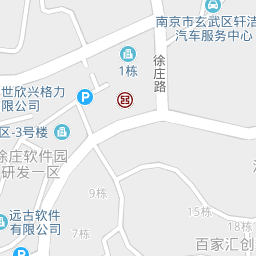 南京市玄武区轩洁
汽车服务中心
1栋
徐庄路
世欣兴格力
限公司
P
区-3号楼
徐庄软件园
研发一区
9栋
远古软件
有限公司
7栋
15栋
18栋
百家汇创